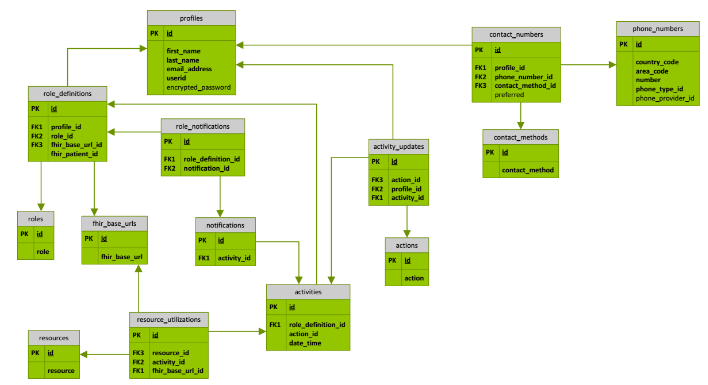 profiles
PK id
first_name
last_name
email_address
userid
encrypted_password
contact_numbers
PK id
FK1 profile_id
FK2 phone_number_id
FK3 contact_method_id
preferred
phone_numbers
PK id
country_code
area_code
number
phone_type_id
phone_provider_id
role_definitions
PK id
FK1 profile_id
FK2 role_id
FK3 fhir_base_url_id
fhir_patient_id
role_notifications
PK id
FK1 role_definition_id
FK2 notification_id
activity_updates
PK id
FK3 action_id
FK2 profile_id
FK1 activity_id
contact_methods
PK id
contact_method
roles
PK id
role
fhir_base_urls
PK id
fhir_base_url
notifications
PK id
FK1 activity_id
actions
PK id
action
activities
PK id
FK1 role_definition_id
action_id
date_time
resource_utilizations
PK id
FK3 resource_id
FK2 activity_id
FK1 fhir_base_url_id
resources
PK id
resource